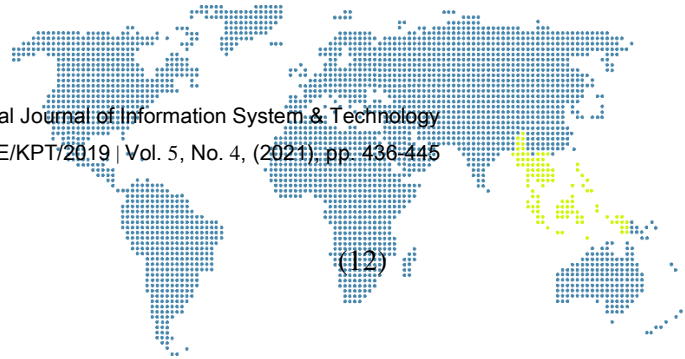 al Journal of Information System & Technology
E/KPT/2019 | Vol. 5, No. 4, (2021), pp. 436-445
(12)